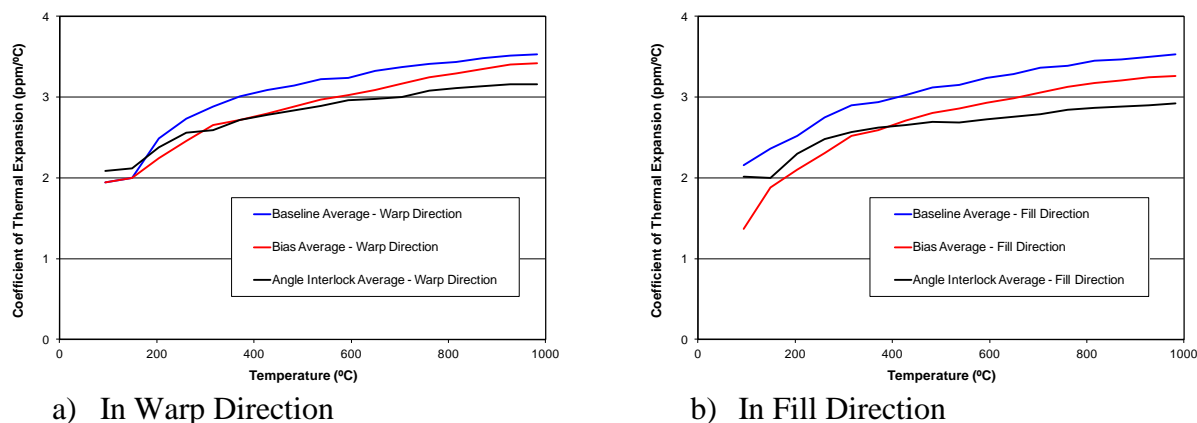 Coefficient of Thermal Expansion (ppm/ºC)
4
3
2
1
0
Baseline Average - Warp Direction
Bias Average - Warp Direction
Angle Interlock Average - Warp Direction
0 200 400 600 800 1000
Temperature (ºC)
a) In Warp Direction
Coefficient of Thermal Expansion (ppm/ºC)
4
3
2
1
0
Baseline Average - Fill Direction
Bias Average - Fill Direction
Angle Interlock Average - Fill Direction
0 200 400 600 800 1000
Temperature (ºC)
b) In Fill Direction